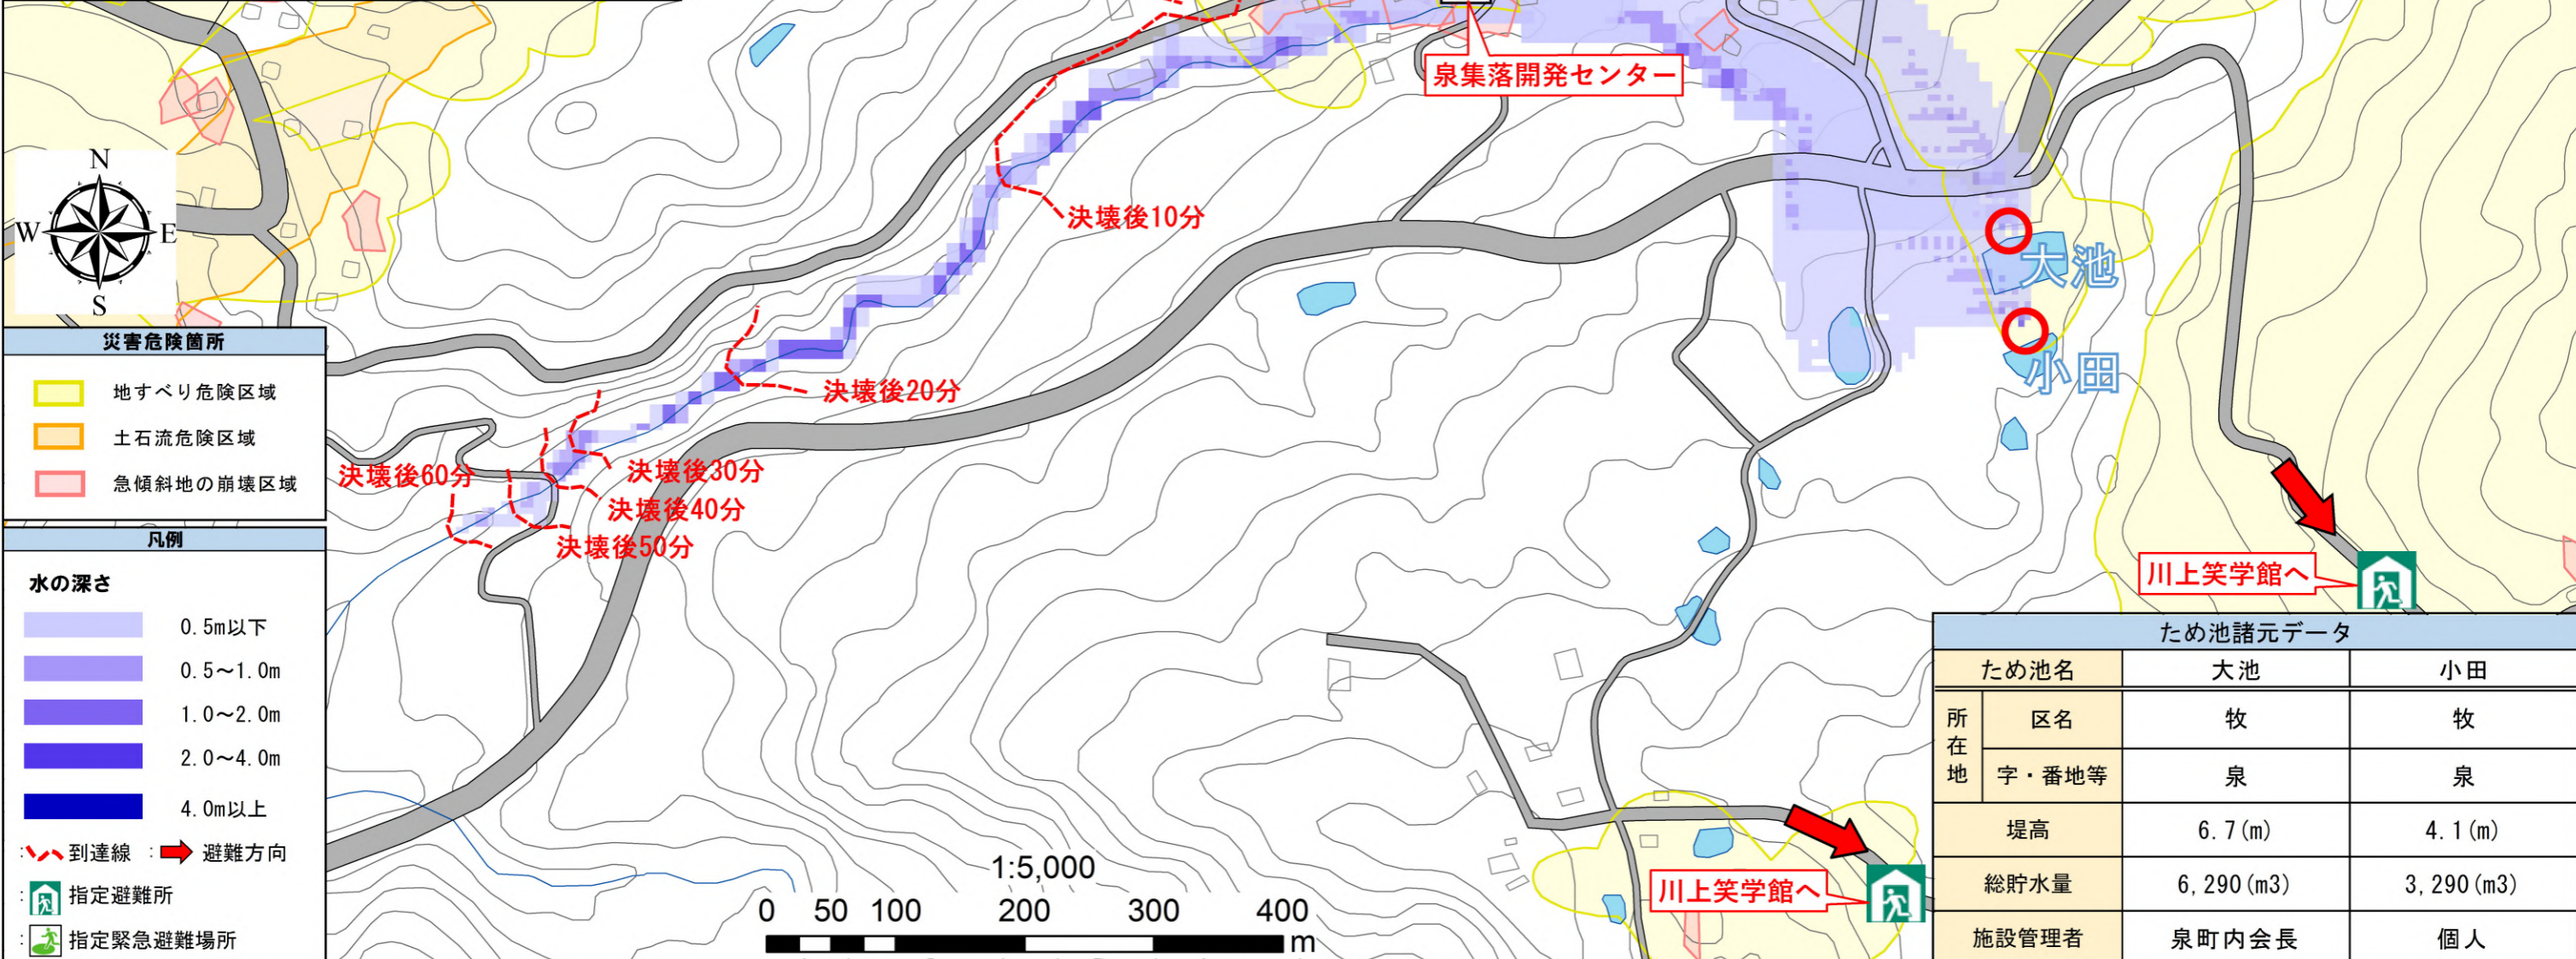 泉集落開発センター
決壊後10分
大池
小田
決壊後20分
決壊後30分
決壊後40分
決壊後50分
決壊後60分
N
W
E
S
災害危険箇所
地すべり危険区域
土石流危険区域
急傾斜地の崩壊区域
凡例
水の深さ
0.5m以下
0.5～1.0m
1.0～2.0m
2.0～4.0m
4.0m以上
: 到達線 : 避難方向
: 指定避難所
: 指定緊急避難場所
1:5,000
0 50 100 200 300 400
m
川上笑学館へ
川上笑学館へ
ため池諸元データ
ため池名 大池 小田
所在地 区名 牧 牧
字・番地等 泉 泉
堤高 6.7(m) 4.1(m)
総貯水量 6,290(m3) 3,290(m3)
施設管理者 泉町内会長 個人